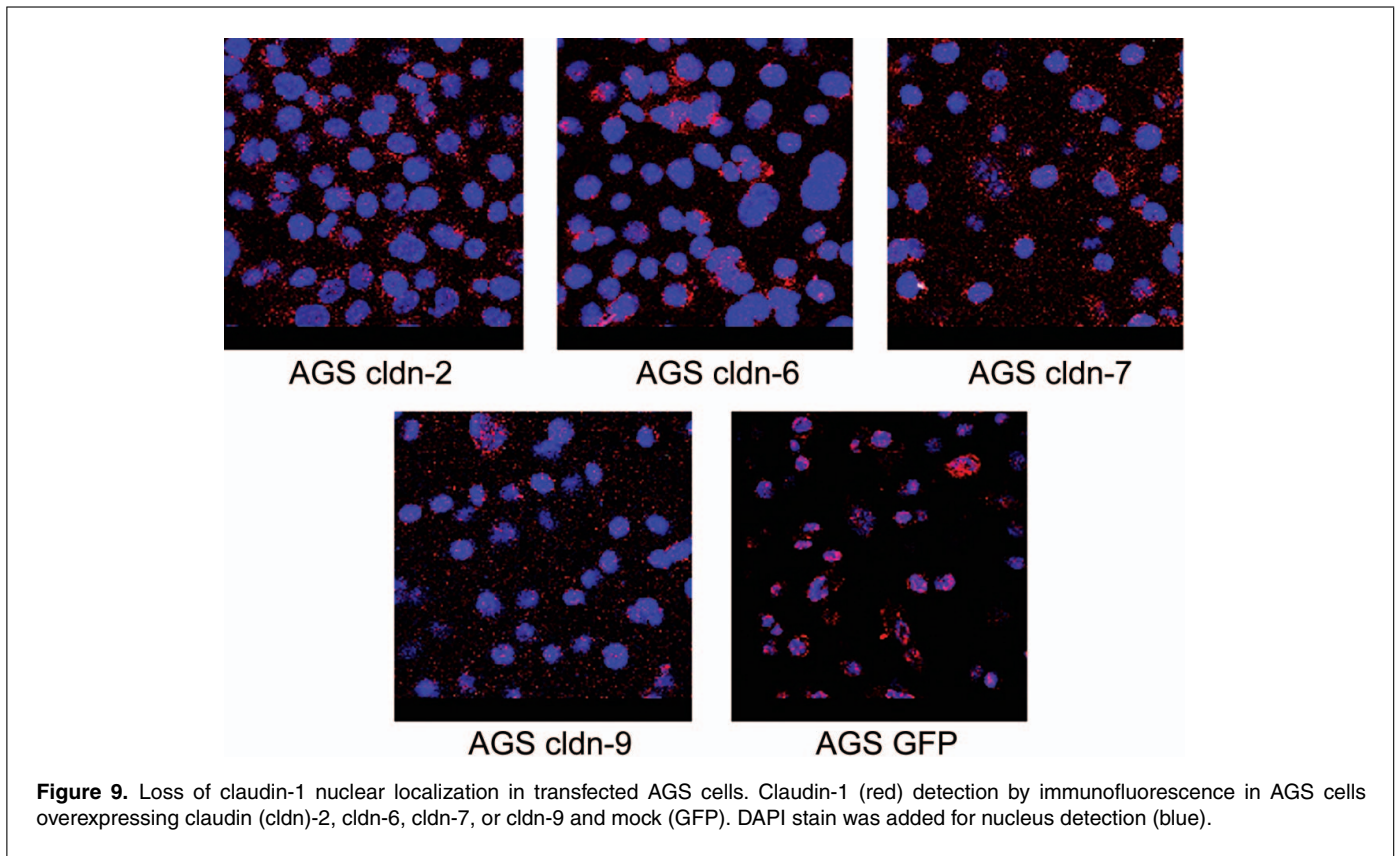 AGS cldn-2
AGS cldn-6
AGS cldn-7
AGS cldn-9
AGS GFP
Figure 9. Loss of claudin-1 nuclear localization in transfected AGS cells. Claudin-1 (red) detection by immunofluorescence in AGS cells
overexpressing claudin (cldn)-2, cldn-6, cldn-7, or cldn-9 and mock (GFP). DAPI stain was added for nucleus detection (blue).